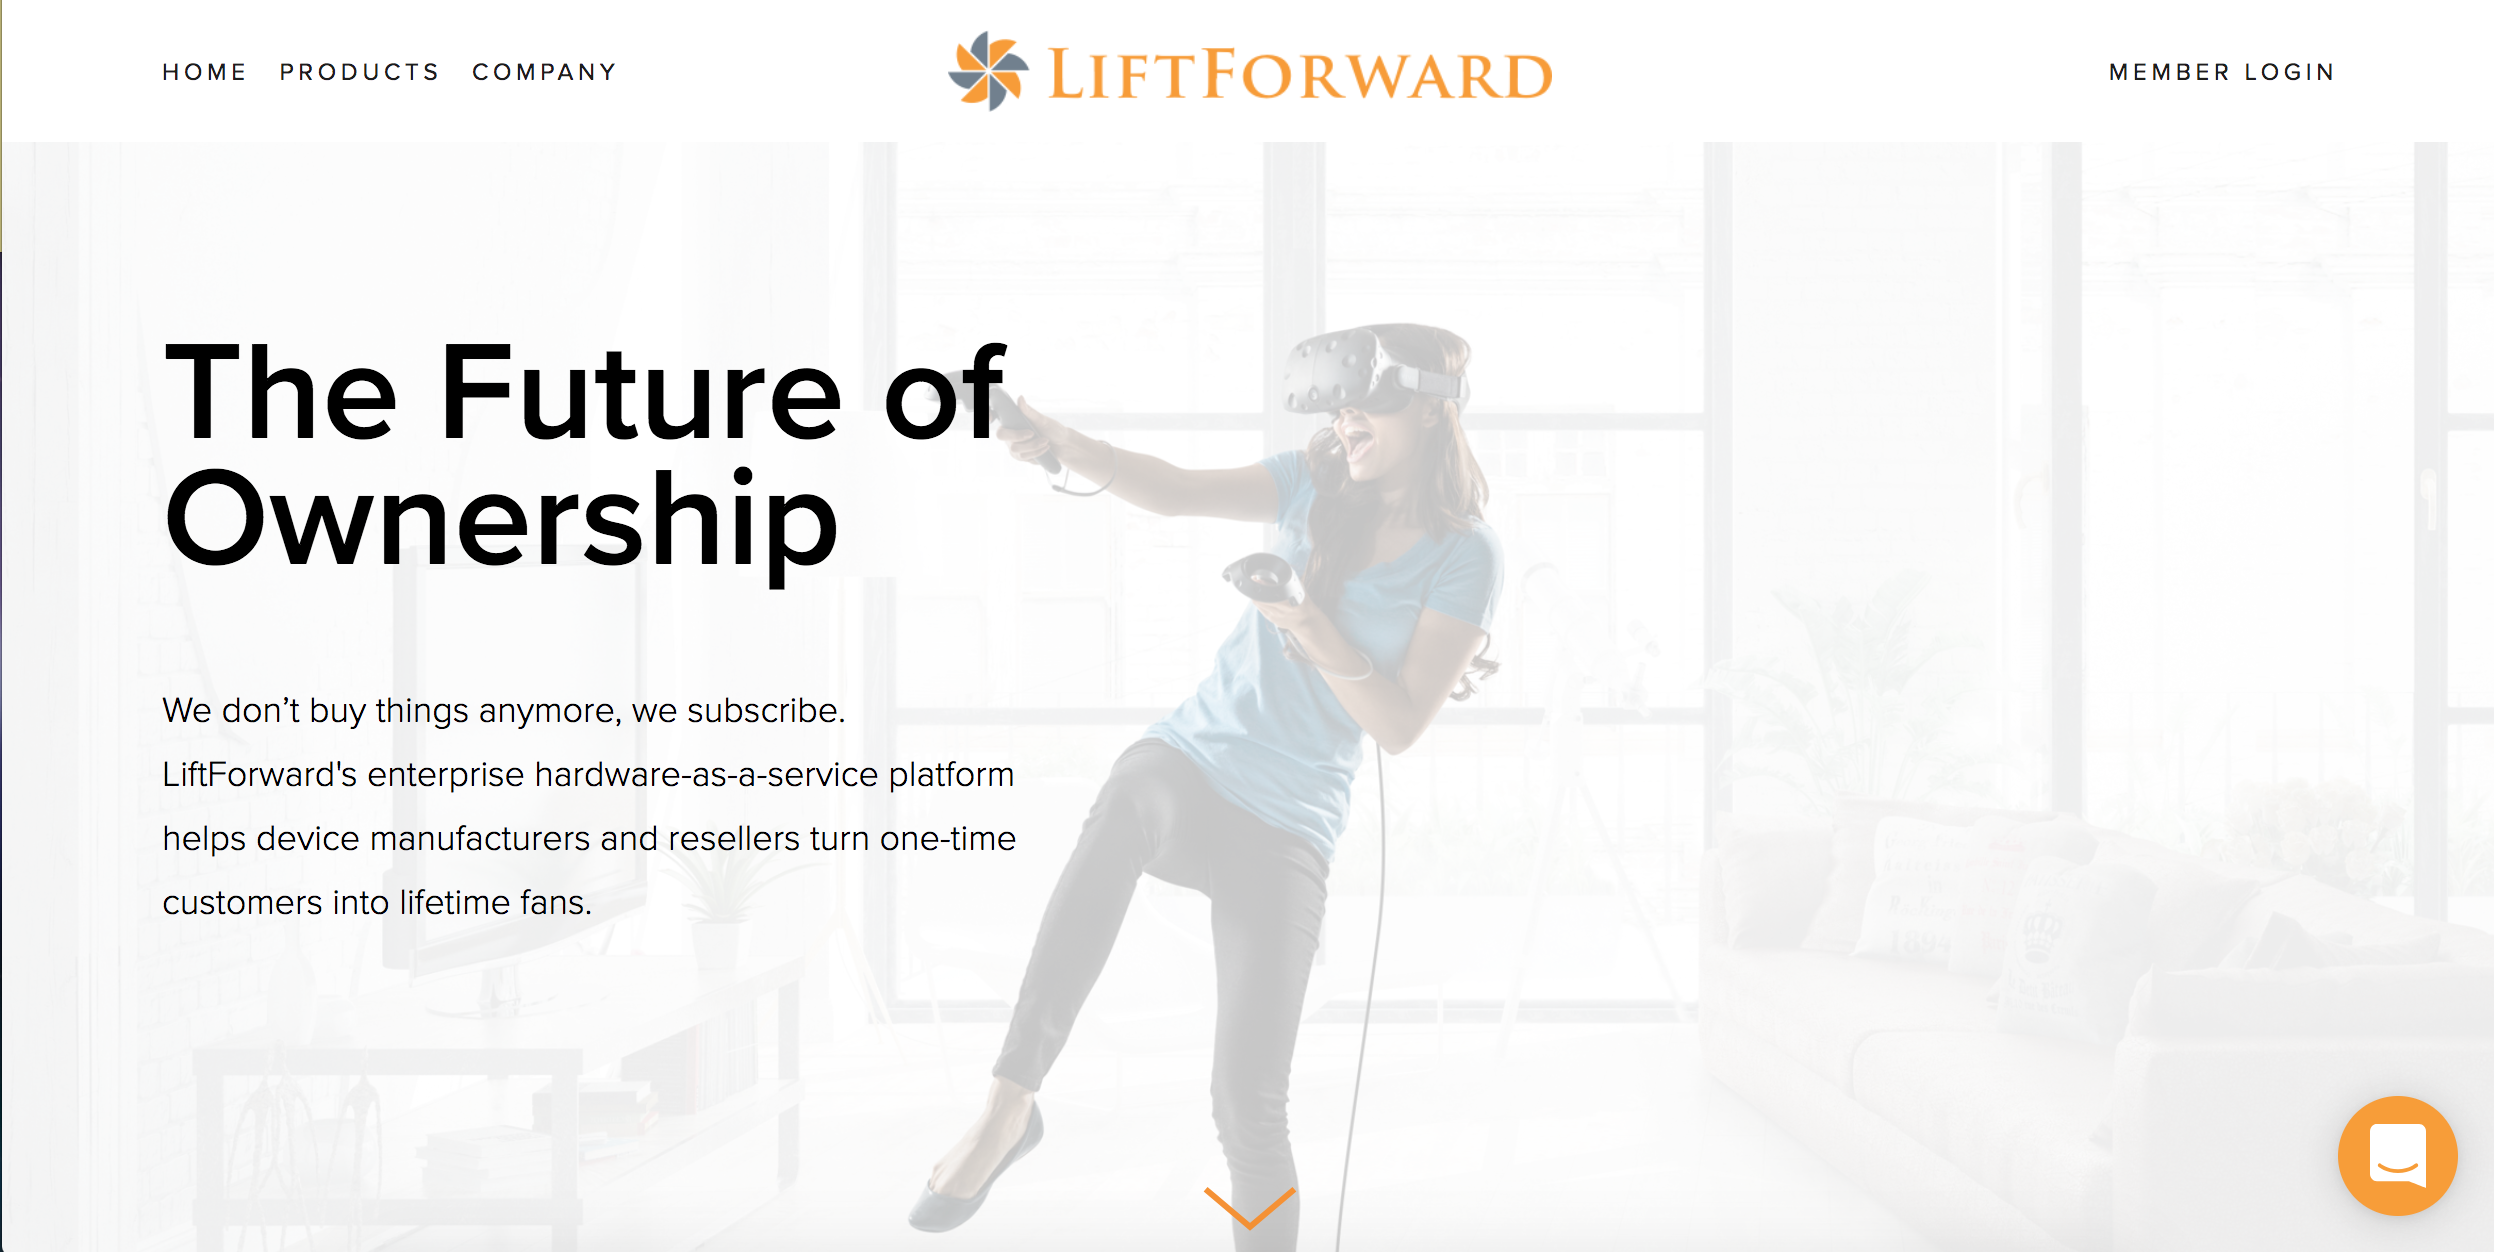 HOME PRODUCTS COMPANY
LIFTFORWARD
MEMBER LOGIN
The Future of
Ownership
We don’t buy things anymore, we subscribe.
LiftForward's enterprise hardware-as-a-service platform
helps device manufacturers and resellers turn one-time
customers into lifetime fans.
1894